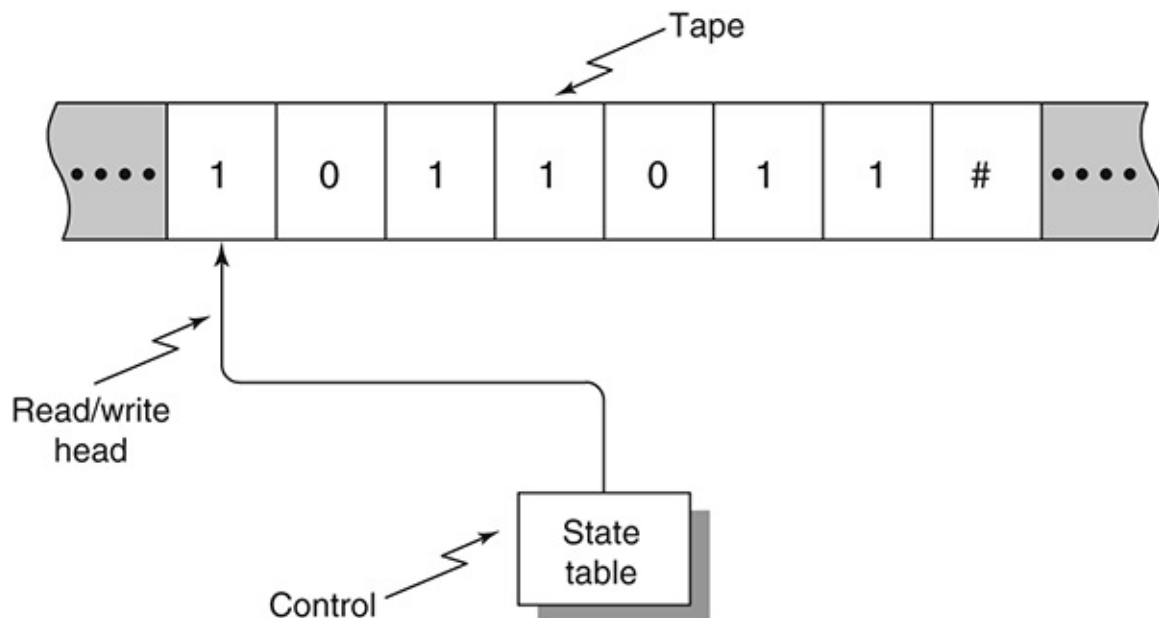 Tape
•••• 1 0 1 1 0 1 1 # ••••
Read/write
head
State
table
Control